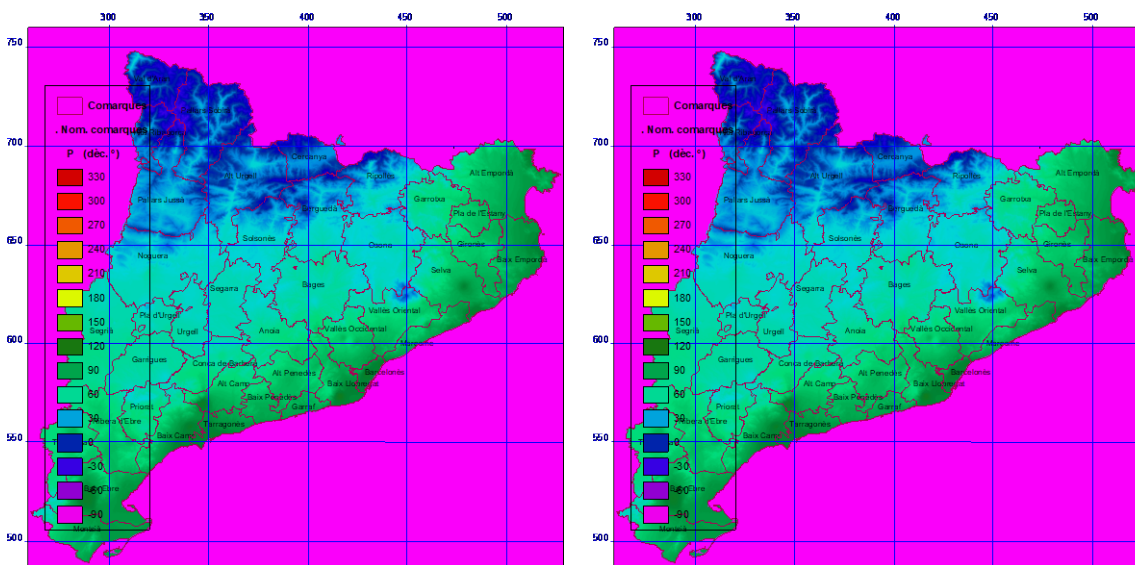 300 350 400 450 500
750
Comarques
700
. Nom. comarques
P (dèc. °)
Cerdanya
Alt Empordà
Alt Urgell
Ripollès
330
Garrotxa
300
Pallars Jussà
Berguedà
Pla de l'Estany
270
650
Solsonès
Osona
Gironès
240
Noguera
Baix Empordà
210
Selva
Segarra
Bages
180
Vallès Oriental
Pla d'Urgell
150
Segrià
Urgell
Anoia
Vallès Occidental
600
120
Maresme
Garrigues
Conca de Barberà
90
Alt Penedès
Barcelonès
Alt Camp
Baix Llobregat
60
Baix Penedès
Priorat
Garraf
30
Ribera d'Ebre
Tarragonès
550
Baix Camp
0
-30
Baix Ebre
-60
-90
Montsià
500
300 350 400 450 500
750
Comarques
700
. Nom. comarques
P (dèc. °)
Cerdanya
Alt Empordà
Alt Urgell
Ripollès
330
Garrotxa
300
Pallars Jussà
Berguedà
Pla de l'Estany
270
650
Solsonès
Osona
Gironès
240
Noguera
Baix Empordà
210
Selva
Segarra
Bages
180
Vallès Oriental
Pla d'Urgell
150
Segrià
Urgell
Anoia
Vallès Occidental
600
120
Maresme
Garrigues
Conca de Barberà
90
Alt Penedès
Barcelonès
Alt Camp
Baix Llobregat
60
Baix Penedès
Priorat
Garraf
30
Ribera d'Ebre
Tarragonès
550
Baix Camp
0
-30
Baix Ebre
-60
-90
Montsià
500